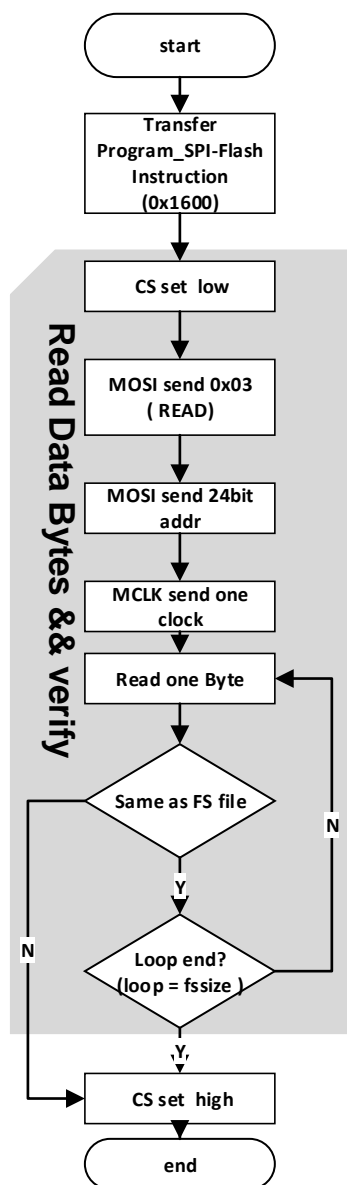 start
Transfer
Program_SPI-Flash
Instruction
(0x1600)
CS set low
Read Data Bytes && verify
MOSI send 0x03
( READ)
MOSI send 24bit
addr
MCLK send one
clock
Read one Byte
Same as FS file
N
Y
N
Loop end?
(loop = fssize )
Y
CS set high
end